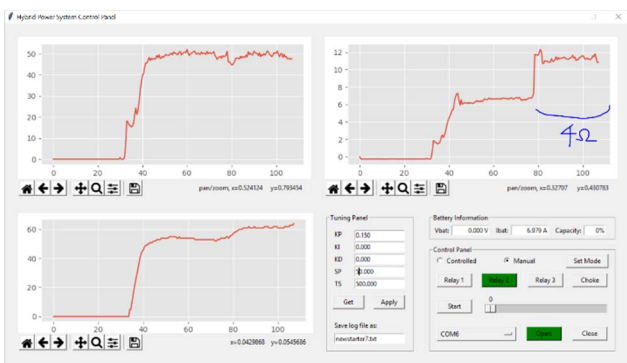 Hybrid Power System Control Panel
50
40
30
20
10
0
0 20 40 60 80 100
pan/zoom, x=0.524124 y=0.793454
12
10
8
6
4
2
0
0 20 40 60 80 100
4Ω
pan/zoom, x=0.32707 y=0.430783
60
40
20
0
0 20 40 60 80 100
x=0.0429868 y=0.0545686
Tuning Panel
KP 0.150
KI 0.000
KD 0.000
SP .000
TS 500.000
Get Apply
Save log file as:
newstarter7.txt
Battery Information
Vbat: 0.000 V Ibat: 6.979 A Capacity: 0%
Control Panel
Controlled Manual Set Mode
Relay 1 Relay 2 Relay 3 Choke
Start 0
COM6 Open Close